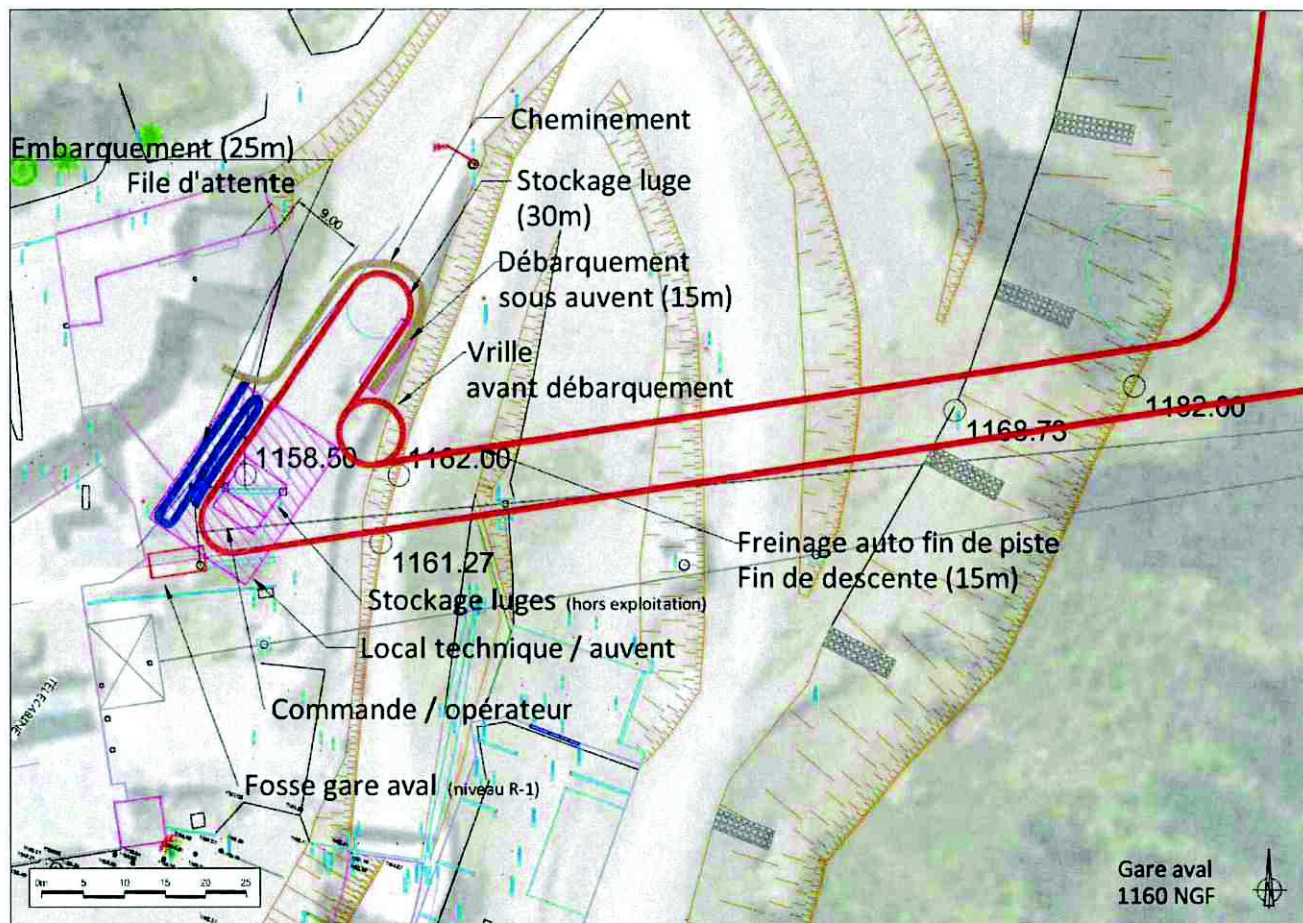 Cheminement
Embarquement (25m)
File d'attente
Stockage luge
(30m)
9,00
Débarquement
sous auvent (15m)
Vrille
avant débarquement
1182.00
1168.73
1158.50
1162.00
Freinage auto fin de piste
Fin de descente (15m)
1161.27
Stockage luges (hors exploitation)
Local technique / auvent
TELECABINE
Commande / opérateur
Fosse gare aval (niveau R-1)
Gare aval
1160 NGF
0m 5 10 15 20 25